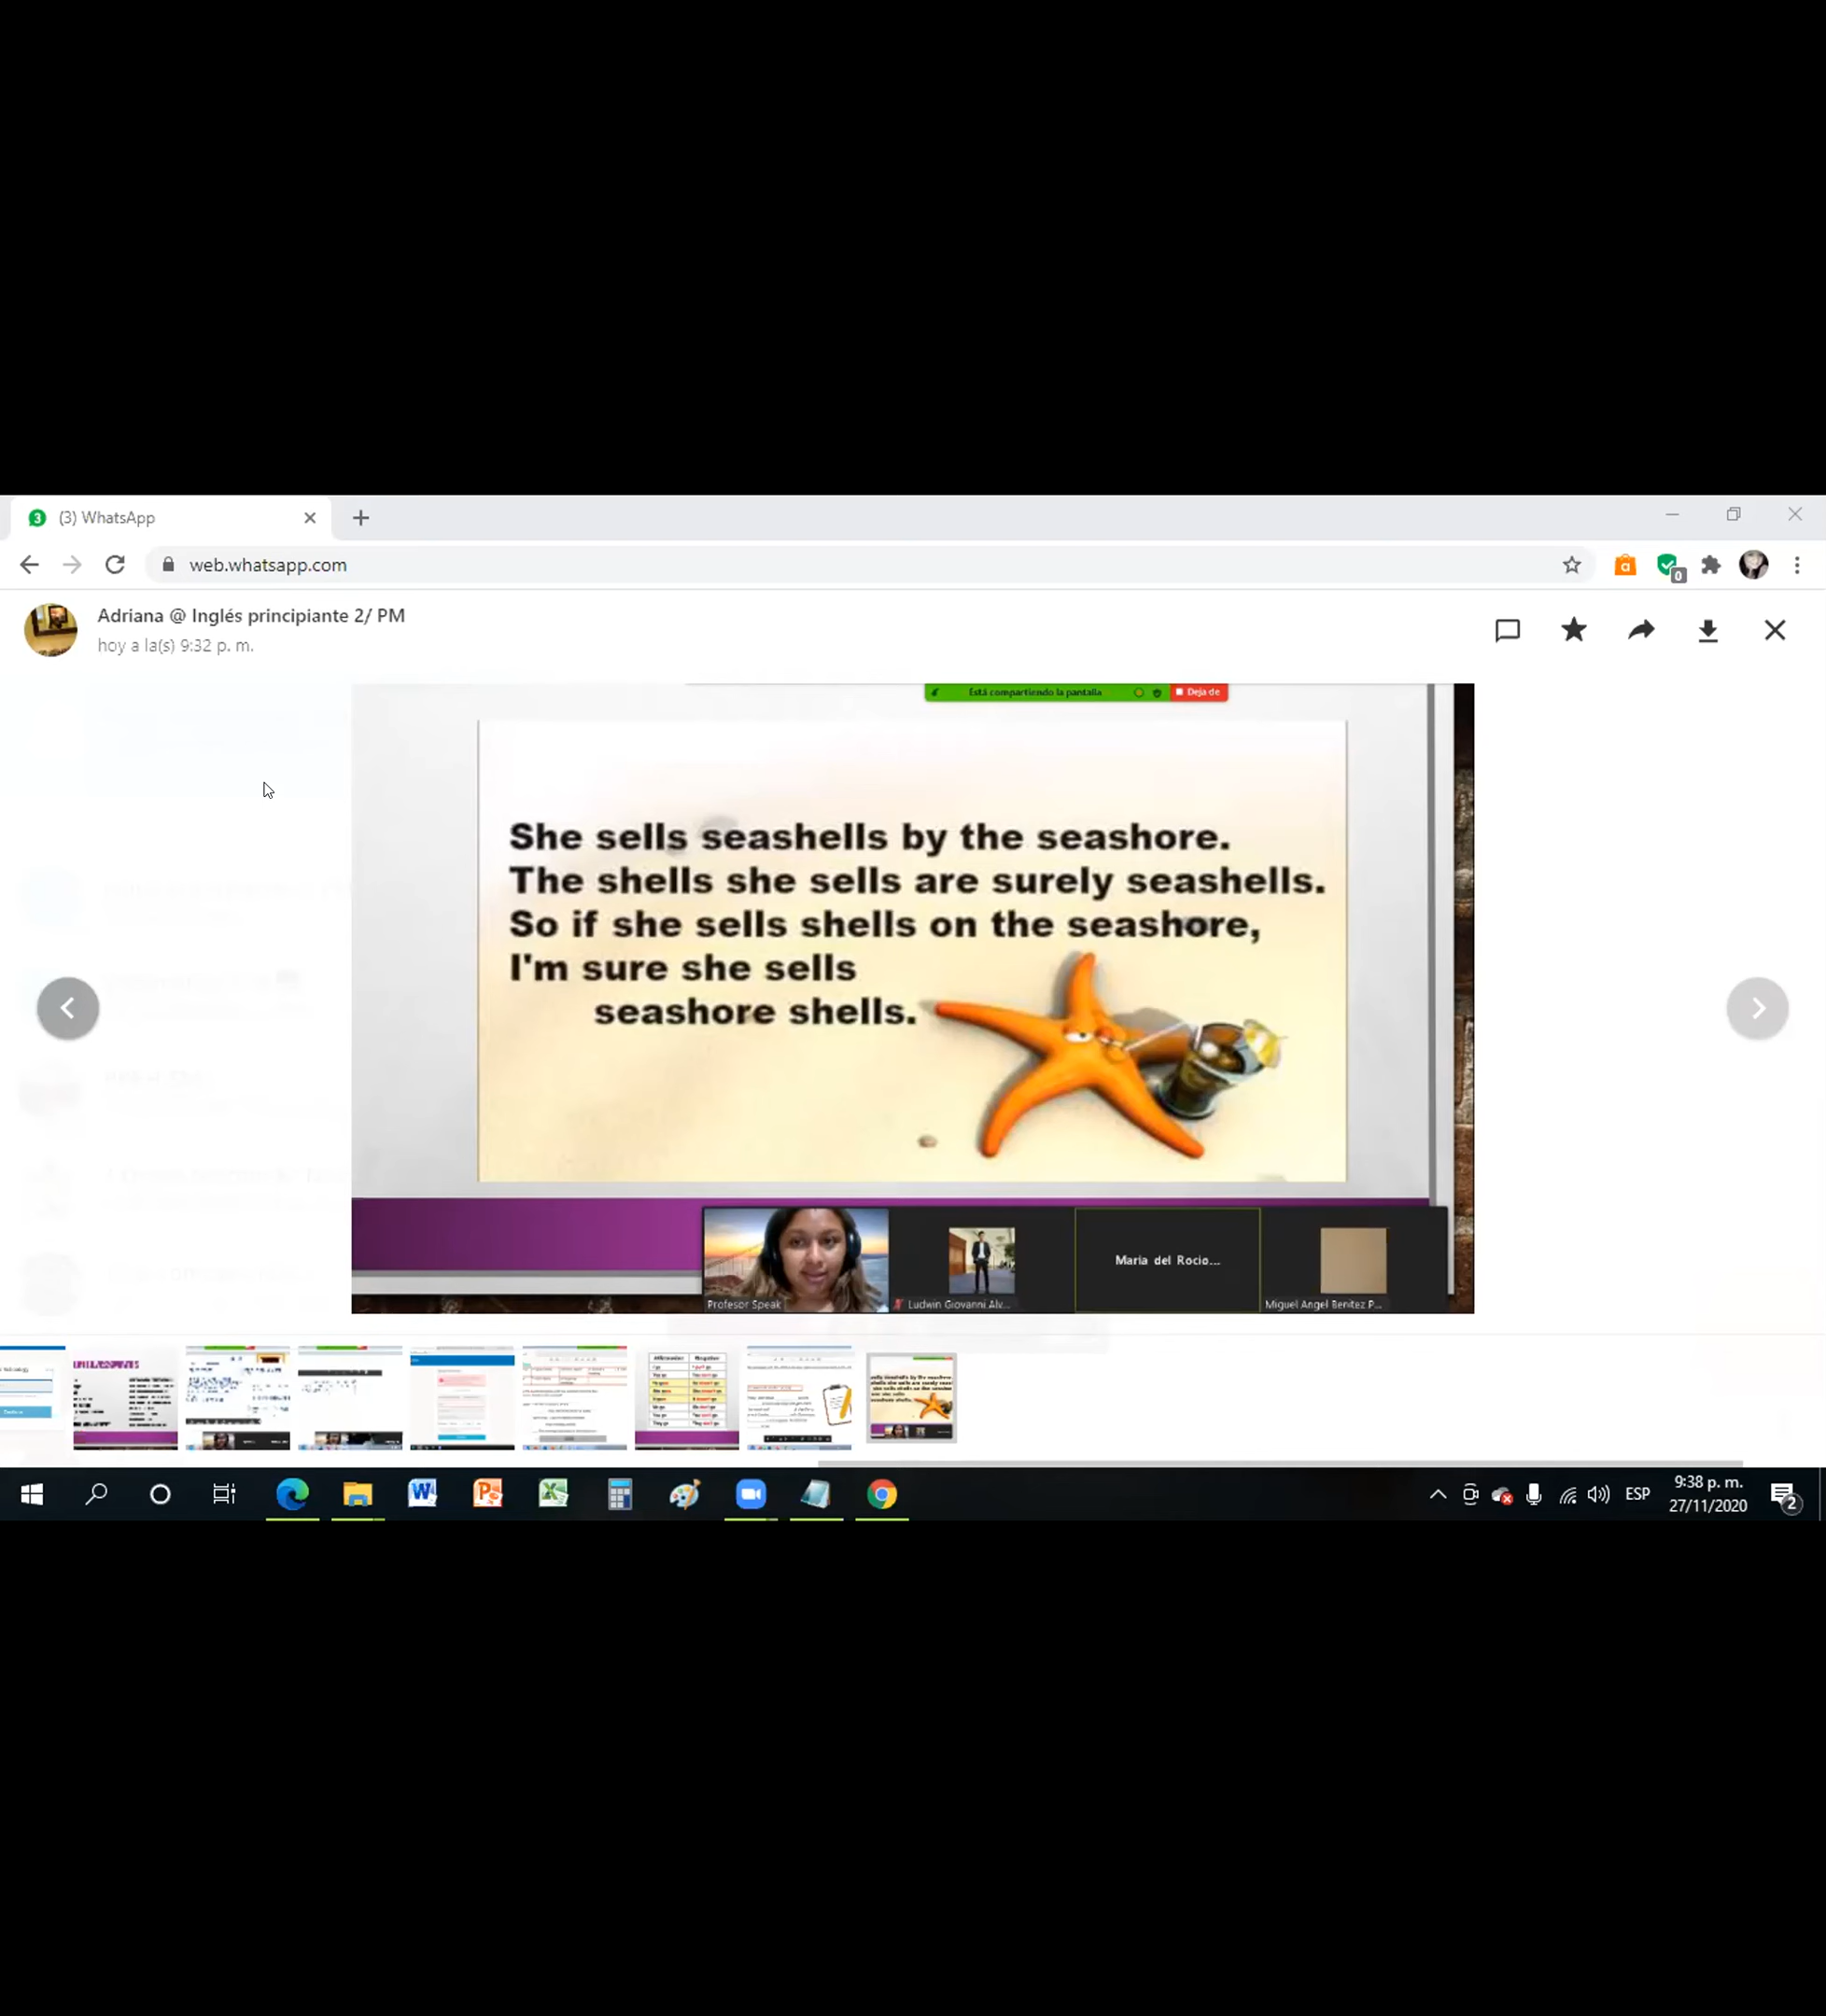 (3) WhatsApp
web.whatsapp.com
0
Adriana @ Inglés principiante 2/ PM
hoy a la(s) 9:32 p. m.
Está compartiendo la pantalla
Deja de
She sells seashells by the seashore.
The shells she sells are surely seashells.
So if she sells shells on the seashore,
I'm sure she sells
seashore shells.
Maria del Rocio...
Profesor Speak
Ludwin Giovanni Alv...
Miguel Angel Benitez P...
ESP
9:38 p. m.
27/11/2020
2